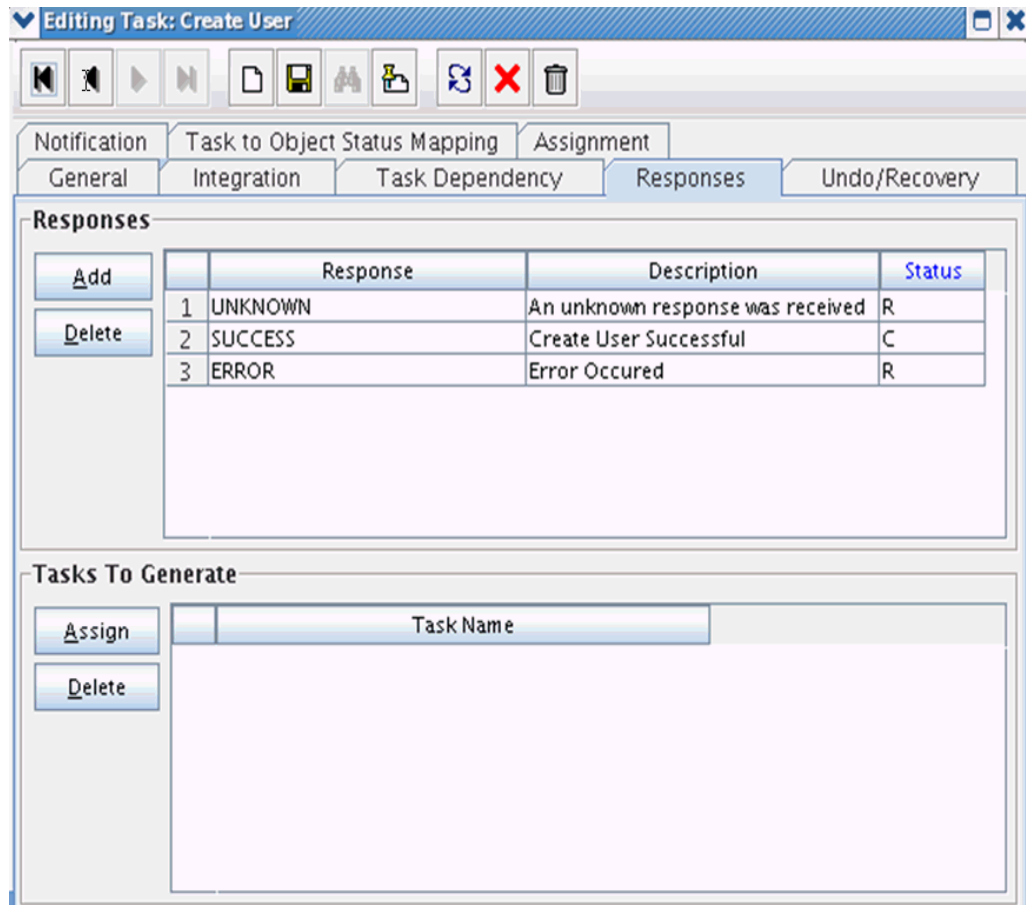 Editing Task: Create User
Notification Task to Object Status Mapping Assignment
General Integration Task Dependency Responses Undo/Recovery
Responses
Add
Delete
Response Description Status
1 UNKNOWN An unknown response was received R
2 SUCCESS Create User Successful C
3 ERROR Error Occured R
Tasks To Generate
Assign
Delete
Task Name